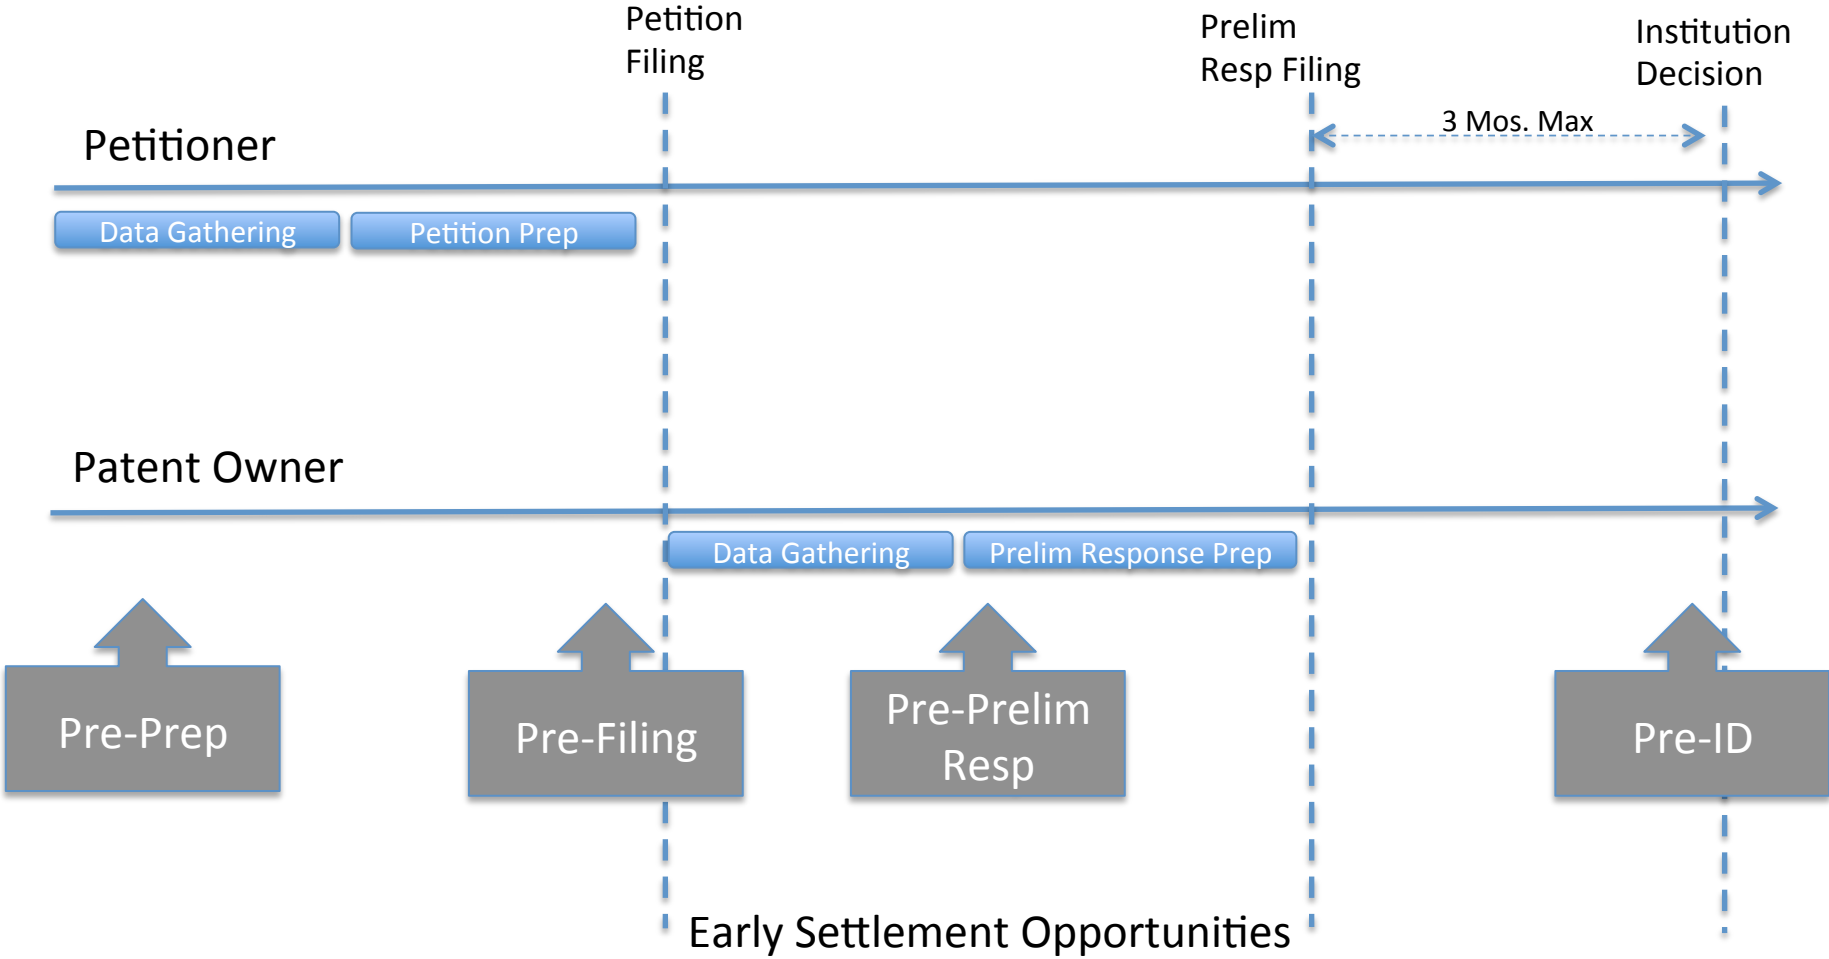 Petition
Filing
Prelim
Resp Filing
Institution
Decision
3 Mos. Max
Petitioner
Data Gathering
Petition Prep
Patent Owner
Data Gathering
Prelim Response Prep
Pre-Prep
Pre-Filing
Pre-Prelim
Resp
Pre-ID
Early Settlement Opportunities